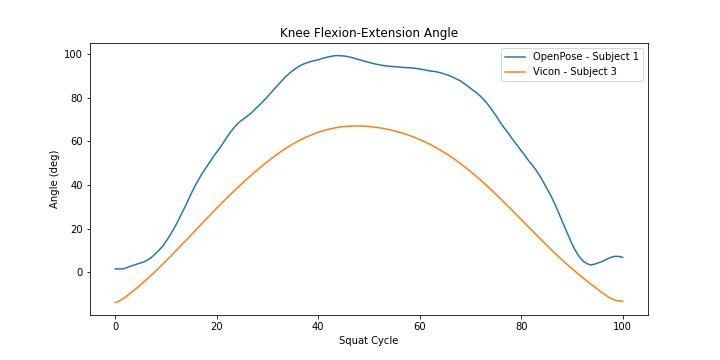 Knee Flexion-Extension Angle
OpenPose - Subject 1
Vicon - Subject 3
Angle (deg)
100
80
60
40
20
0
0 20 40 60 80 100
Squat Cycle